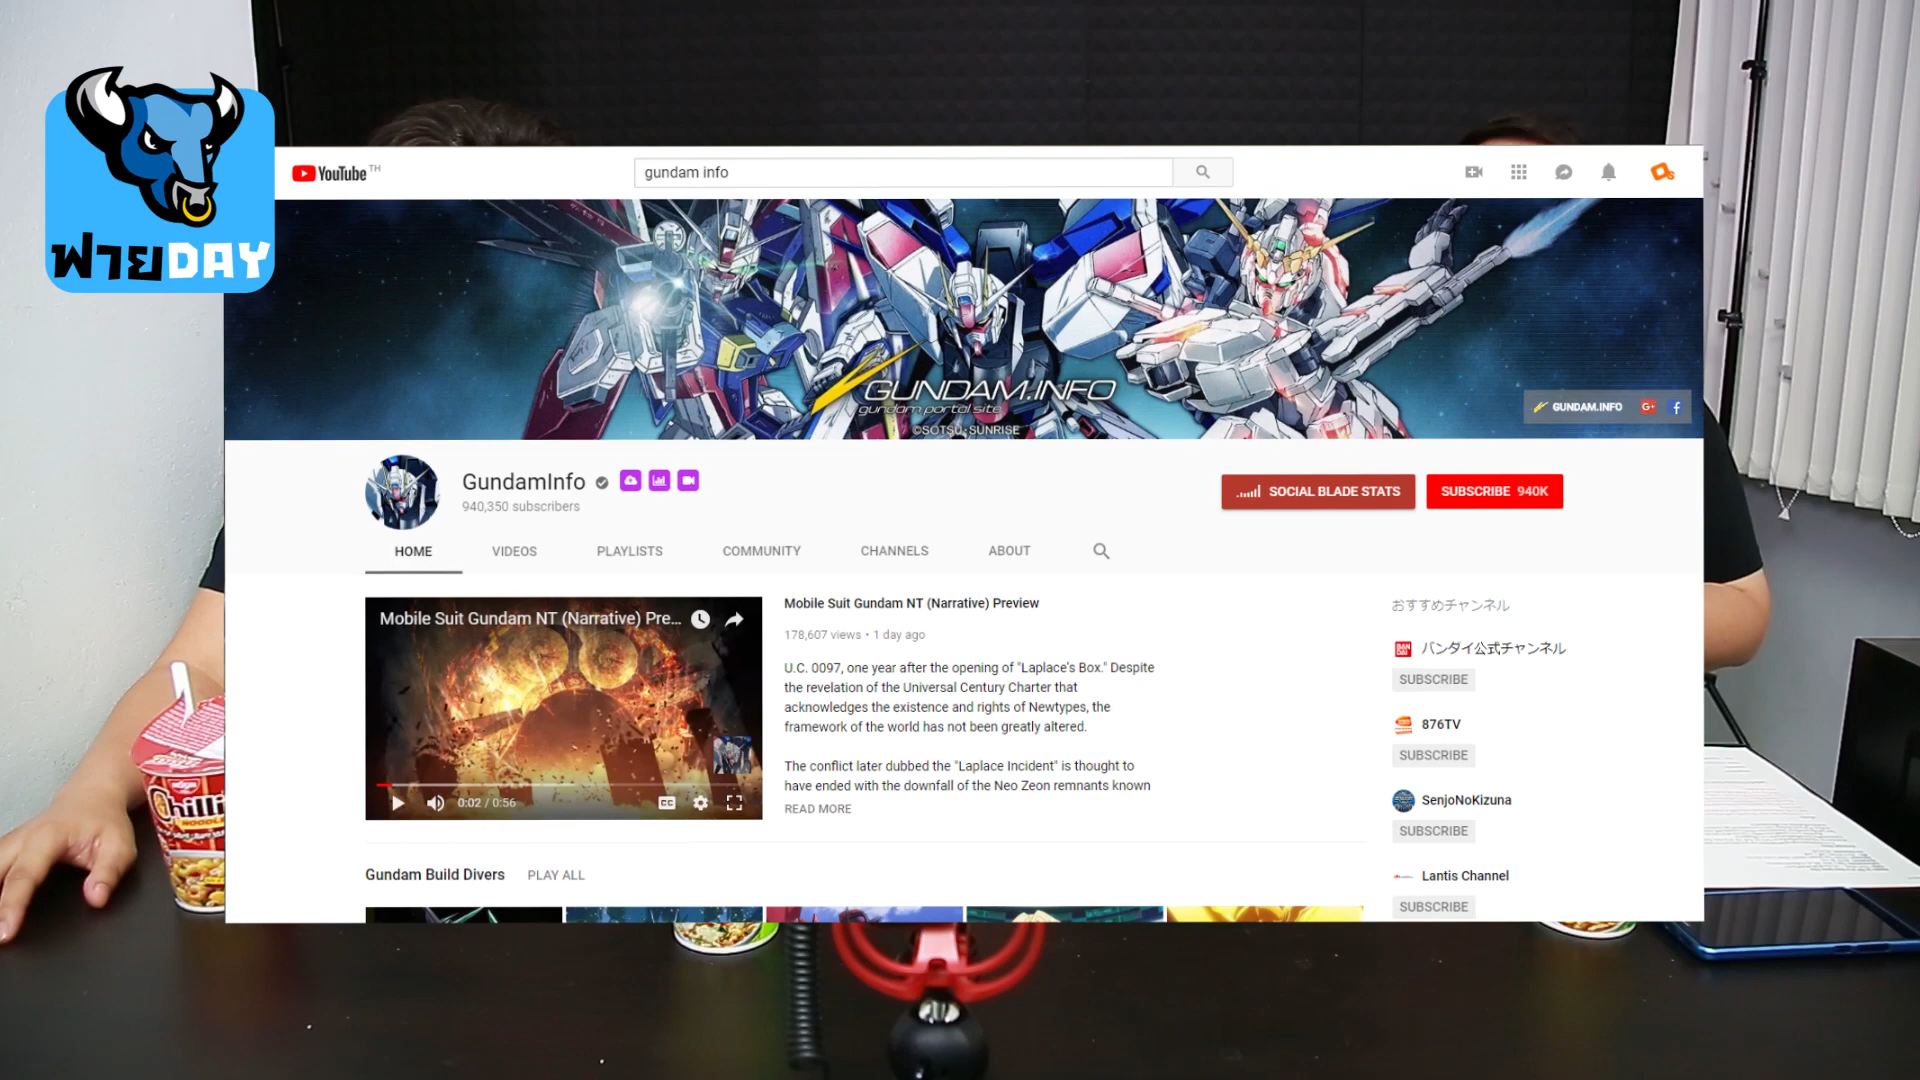 ฟายDAY
YouTube TH
gundam info
GUNDAM.INFO
gundam portal site
©SOTSU·SUNRISE
GUNDAM.INFO
GundamInfo
940,350 subscribers
SOCIAL BLADE STATS
SUBSCRIBE 940K
HOME
VIDEOS
PLAYLISTS
COMMUNITY
CHANNELS
ABOUT
Mobile Suit Gundam NT (Narrative) Pre...
0:02 / 0:56
CC
Mobile Suit Gundam NT (Narrative) Preview
178,607 views • 1 day ago
U.C. 0097, one year after the opening of "Laplace's Box." Despite
the revelation of the Universal Century Charter that
acknowledges the existence and rights of Newtypes, the
framework of the world has not been greatly altered.
The conflict later dubbed the "Laplace Incident" is thought to
have ended with the downfall of the Neo Zeon remnants known
READ MORE
おすすめチャンネル
BAN
DAI
バンダイ公式チャンネル
SUBSCRIBE
876TV
SUBSCRIBE
SenjoNoKizuna
SUBSCRIBE
Lantis Channel
SUBSCRIBE
Gundam Build Divers PLAY ALL